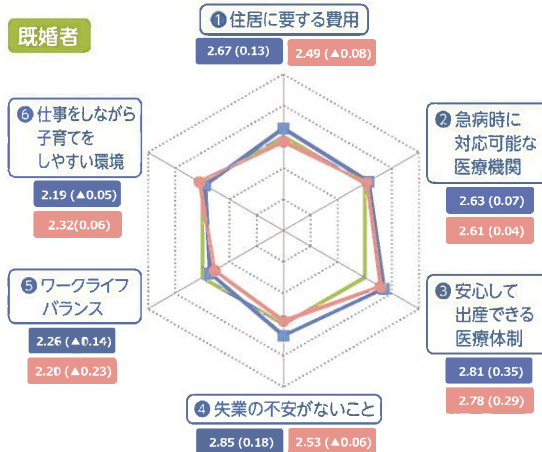 既婚者
❶住居に要する費用
2.67 (0.13)
2.49 (▲0.08)
❷急病時に
対応可能な
医療機関
2.63 (0.07)
2.61 (0.04)
❸安心して
出産できる
医療体制
2.81 (0.35)
2.78 (0.29)
❹失業の不安がないこと
2.85 (0.18)
2.53 (▲0.06)
❺ワークライフ
バランス
2.26 (▲0.14)
2.20 (▲0.23)
❻仕事をしながら
子育てを
しやすい環境
2.19 (▲0.05)
2.32(0.06)